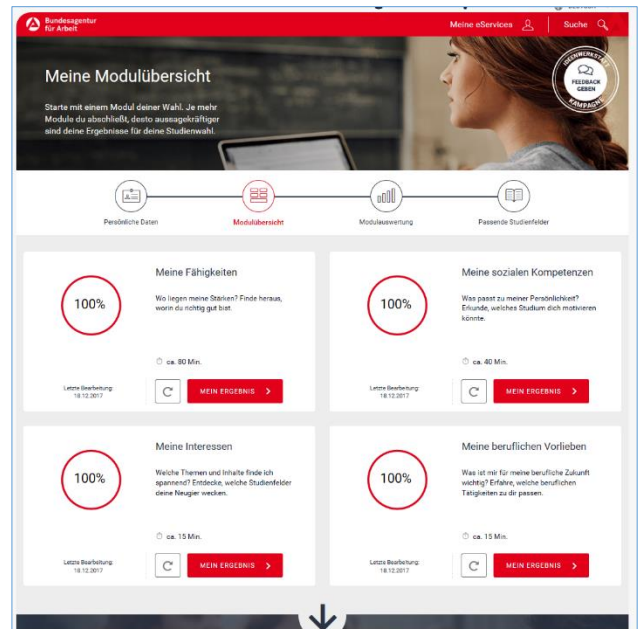 Bundesagentur
für Arbeit
Meine eServices
Suche
Meine Modulübersicht
Starte mit einem Modul deiner Wahl. Je mehr
Module du abschließt, desto aussagekräftiger
sind deine Ergebnisse für deine Studienwahl.
IDEENWERKSTATT
FEEDBACK
GEBEN
KAMPAGNE
Persönliche Daten
Modulübersicht
Modulauswertung
Passende Studienfelder
Meine Fähigkeiten
100%
Wo liegen meine Stärken? Finde heraus,
worin du richtig gut bist.
ca. 80 Min.
Letzte Bearbeitung:
18.12.2017
MEIN ERGEBNIS
Meine sozialen Kompetenzen
100%
Was passt zu meiner Persönlichkeit?
Erkunde, welches Studium dich motivieren
könnte.
ca. 40 Min.
Letzte Bearbeitung:
18.12.2017
MEIN ERGEBNIS
Meine Interessen
100%
Welche Themen und Inhalte finde ich
spannend? Entdecke, welche Studienfelder
deine Neugier wecken.
ca. 15 Min.
Letzte Bearbeitung:
18.12.2017
MEIN ERGEBNIS
Meine beruflichen Vorlieben
100%
Was ist mir für meine berufliche Zukunft
wichtig? Erfahre, welche beruflichen
Tätigkeiten zu dir passen.
ca. 15 Min.
Letzte Bearbeitung:
18.12.2017
MEIN ERGEBNIS